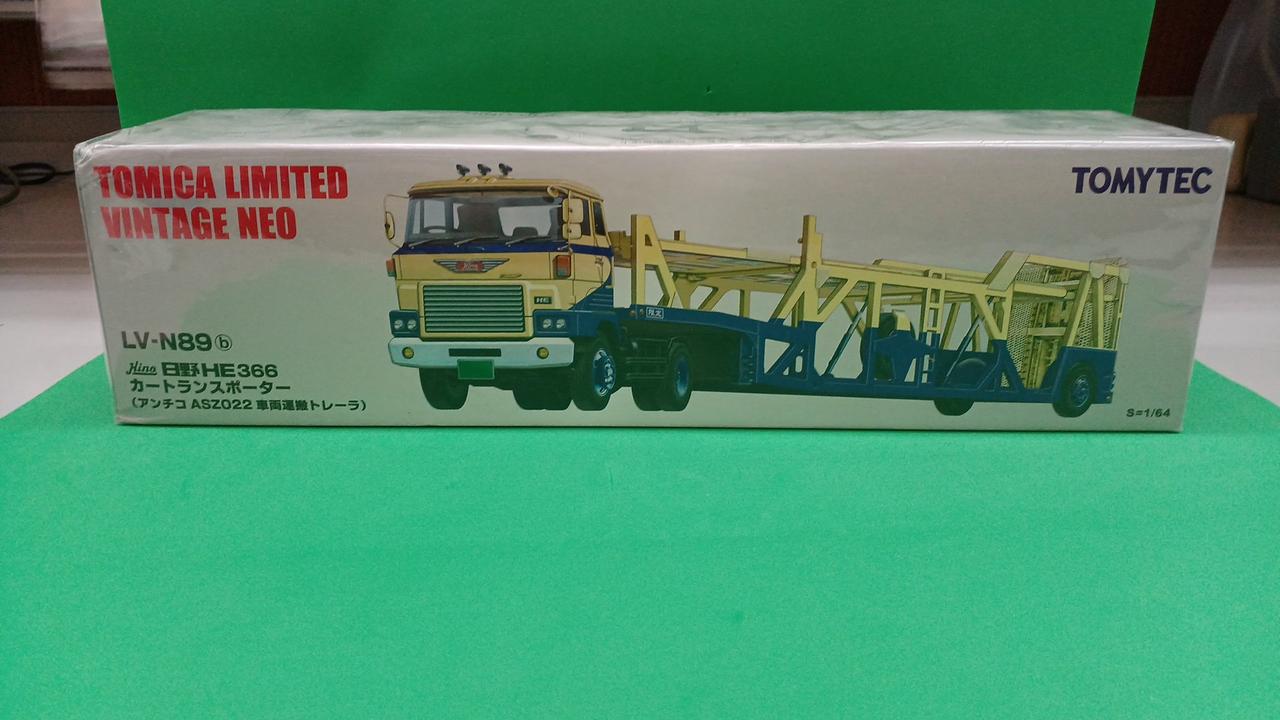 TOMICA LIMITED
VINTAGE NEO
TOMYTEC
HE
LV-N89ⓑ
Hino 日野HE366
カートランスポーター
(アンチコ ASZ022 車両運搬トレーラ)
S=1/64